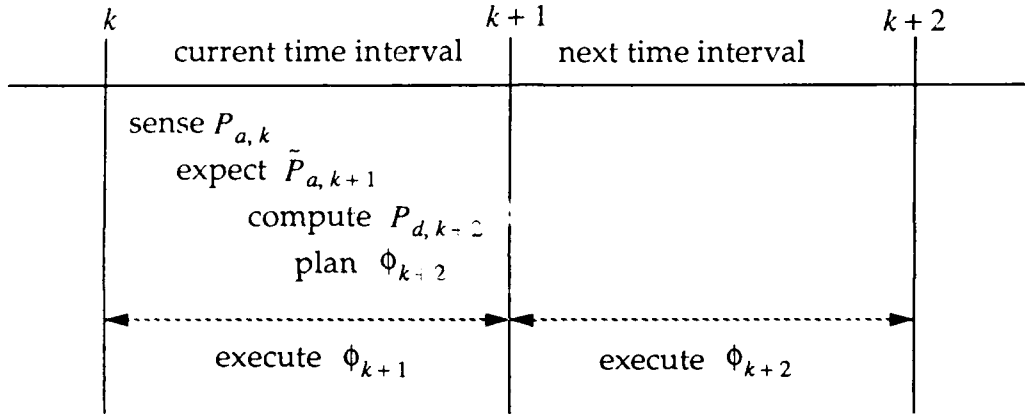 k k + 1 k + 2
current time interval next time interval
sense P_{a, k}
expect P̃_{a, k + 1}
compute P_{d, k + 2}
plan ϕ_{k + 2}
execute ϕ_{k + 1} execute ϕ_{k + 2}